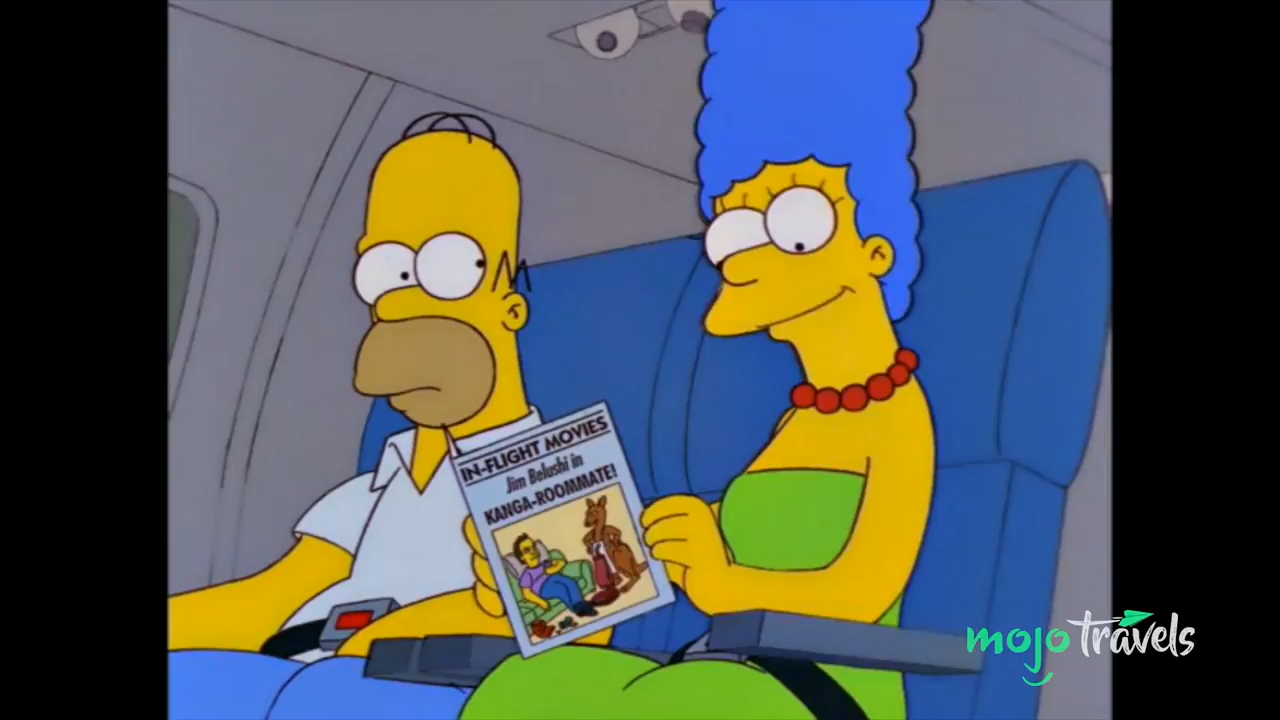 IN-FLIGHT MOVIES
Jim Belushi in
KANGA-ROOMMATE!
mojo travels